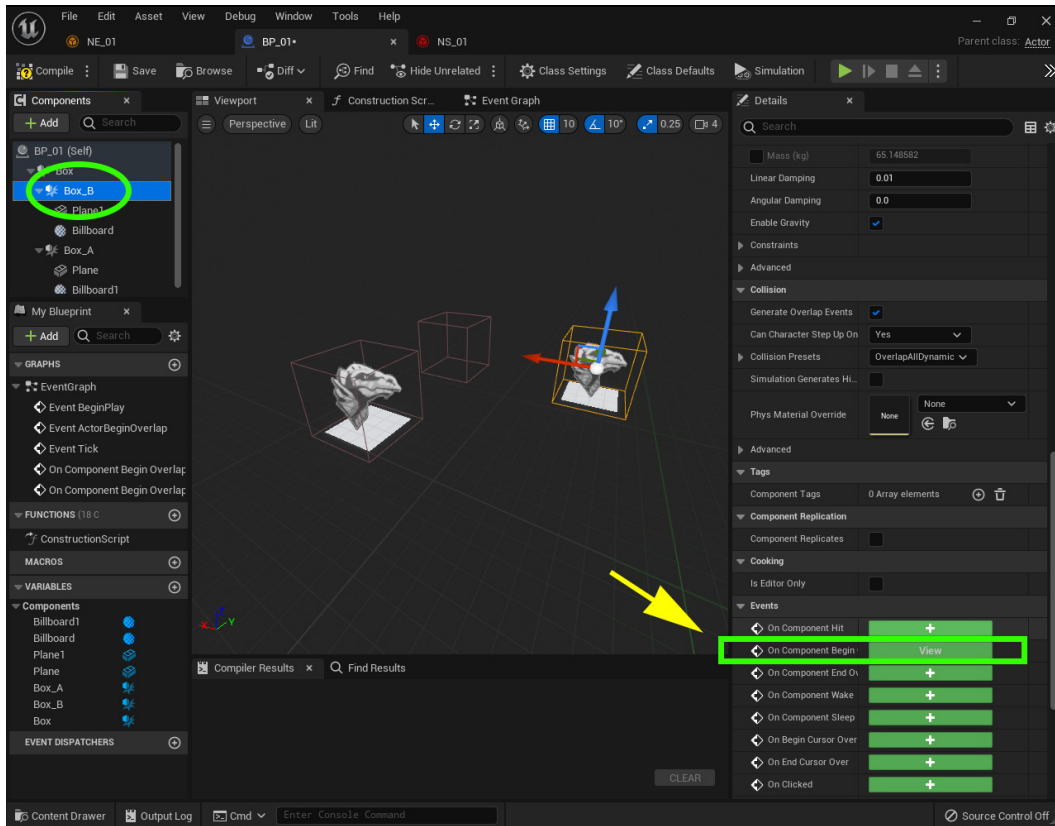 File Edit Asset View Debug Window Tools Help
NE_01 BP_01• NS_01 Parent class: Actor
Compile Save Browse Diff Find Hide Unrelated Class Settings Class Defaults Simulation
Components
Add Search
BP_01 (Self)
Box
Box_B
Plane1
Billboard
Box_A
Plane
Billboard1
My Blueprint
Add Search
GRAPHS
EventGraph
Event BeginPlay
Event ActorBeginOverlap
Event Tick
On Component Begin Overlap
On Component Begin Overlap
FUNCTIONS (18 C
ConstructionScript
MACROS
VARIABLES
Components
Billboard1
Billboard
Plane1
Plane
Box_A
Box_B
Box
EVENT DISPATCHERS
Viewport Construction Scr... Event Graph
Perspective Lit 10 10° 0.25 4
X Z Y
Compiler Results Find Results
CLEAR
Details
Search
Mass (kg) 65.148582
Linear Damping 0.01
Angular Damping 0.0
Enable Gravity
Constraints
Advanced
Collision
Generate Overlap Events
Can Character Step Up On Yes
Collision Presets OverlapAllDynamic
Simulation Generates Hi...
Phys Material Override None None
Advanced
Tags
Component Tags 0 Array elements
Component Replication
Component Replicates
Cooking
Is Editor Only
Events
On Component Hit
On Component Begin View
On Component End Ov
On Component Wake
On Component Sleep
On Begin Cursor Over
On End Cursor Over
On Clicked
Content Drawer Output Log Cmd Enter Console Command Source Control Off